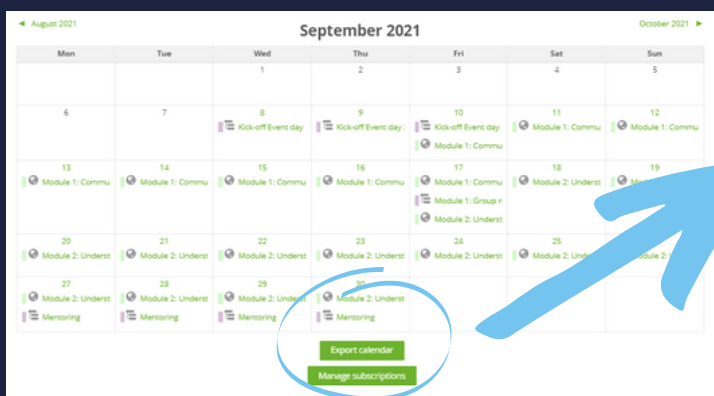 ◄ August 2021 September 2021 October 2021 ►
Mon Tue Wed Thu Fri Sat Sun
1 2 3 4 5
6 7 8 9 10 11 12
Kick-off Event day Kick-off Event day Kick-off Event day Module 1: Commu Module 1: Commu
Module 1: Commu
13 14 15 16 17 18 19
Module 1: Commu Module 1: Commu Module 1: Commu Module 1: Commu Module 1: Commu Module 2: Underst
Module 1: Group r
Module 2: Underst
20 21 22 23 24 25
Module 2: Underst Module 2: Underst Module 2: Underst Module 2: Underst Module 2: Underst Module 2:
27 28 29 30
Module 2: Underst Module 2: Underst Module 2: Underst Module 2: Underst
Mentoring Mentoring Mentoring Mentoring
Export calendar
Manage subscriptions